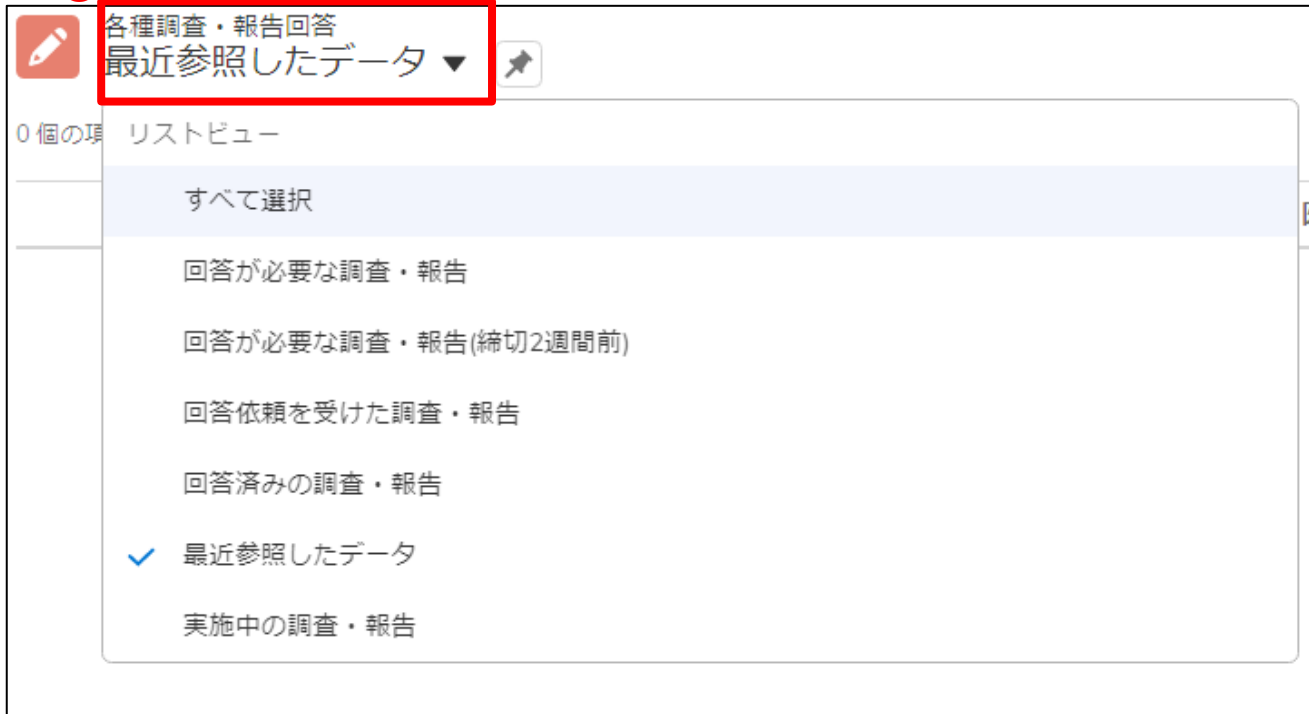 各種調査・報告回答
最近参照したデータ ▼
0 個の項
リストビュー
すべて選択
回答が必要な調査・報告
回答が必要な調査・報告(締切2週間前)
回答依頼を受けた調査・報告
回答済みの調査・報告
最近参照したデータ
実施中の調査・報告